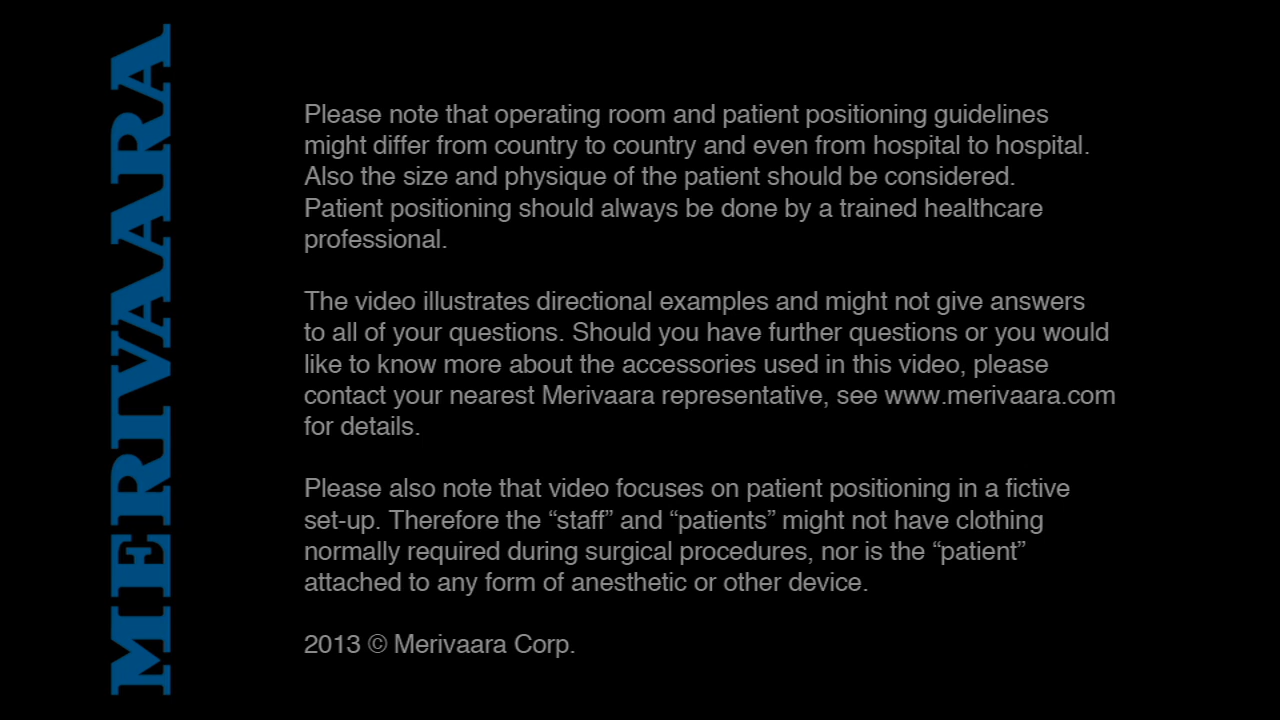 MERIVAARA
Please note that operating room and patient positioning guidelines
might differ from country to country and even from hospital to hospital.
Also the size and physique of the patient should be considered.
Patient positioning should always be done by a trained healthcare
professional.
The video illustrates directional examples and might not give answers
to all of your questions. Should you have further questions or you would
like to know more about the accessories used in this video, please
contact your nearest Merivaara representative, see www.merivaara.com
for details.
Please also note that video focuses on patient positioning in a fictive
set-up. Therefore the “staff” and “patients” might not have clothing
normally required during surgical procedures, nor is the “patient”
attached to any form of anesthetic or other device.
2013 © Merivaara Corp.